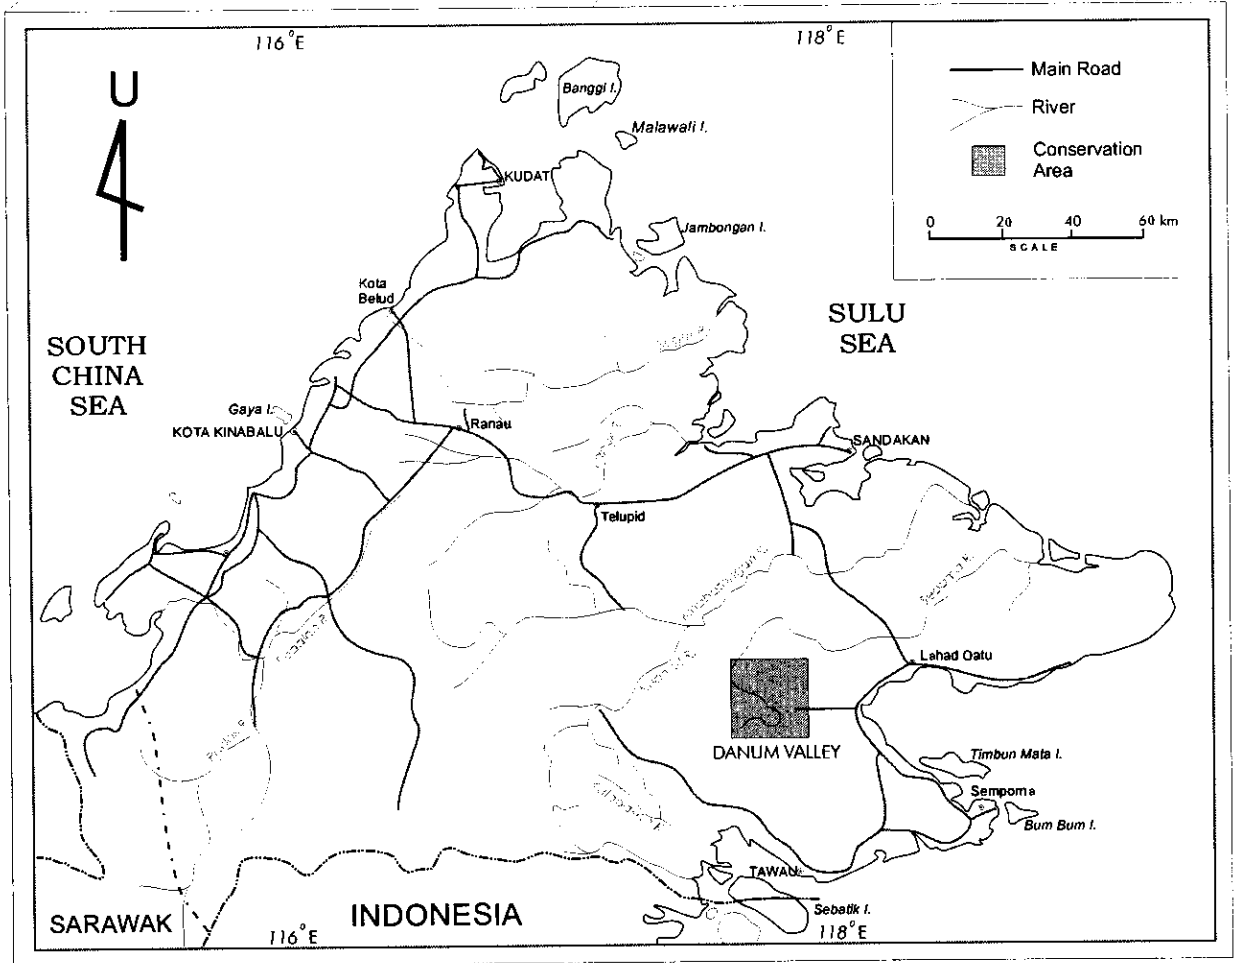 116°E
118°E
U
Main Road
River
Conservation
Area
0 20 40 60 km
SCALE
Banggi I.
Malawali I.
KUDAT
Jambongan I.
Kota
Belud
SULU
SEA
SOUTH
CHINA
SEA
Gaya I.
KOTA KINABALU
Ranau
SANDAKAN
Telupid
Lahad Oatu
DANUM VALLEY
Timbun Mata I.
Semporna
Bum Bum I.
TAWAU
Sebatik I.
SARAWAK
INDONESIA
116°E
118°E